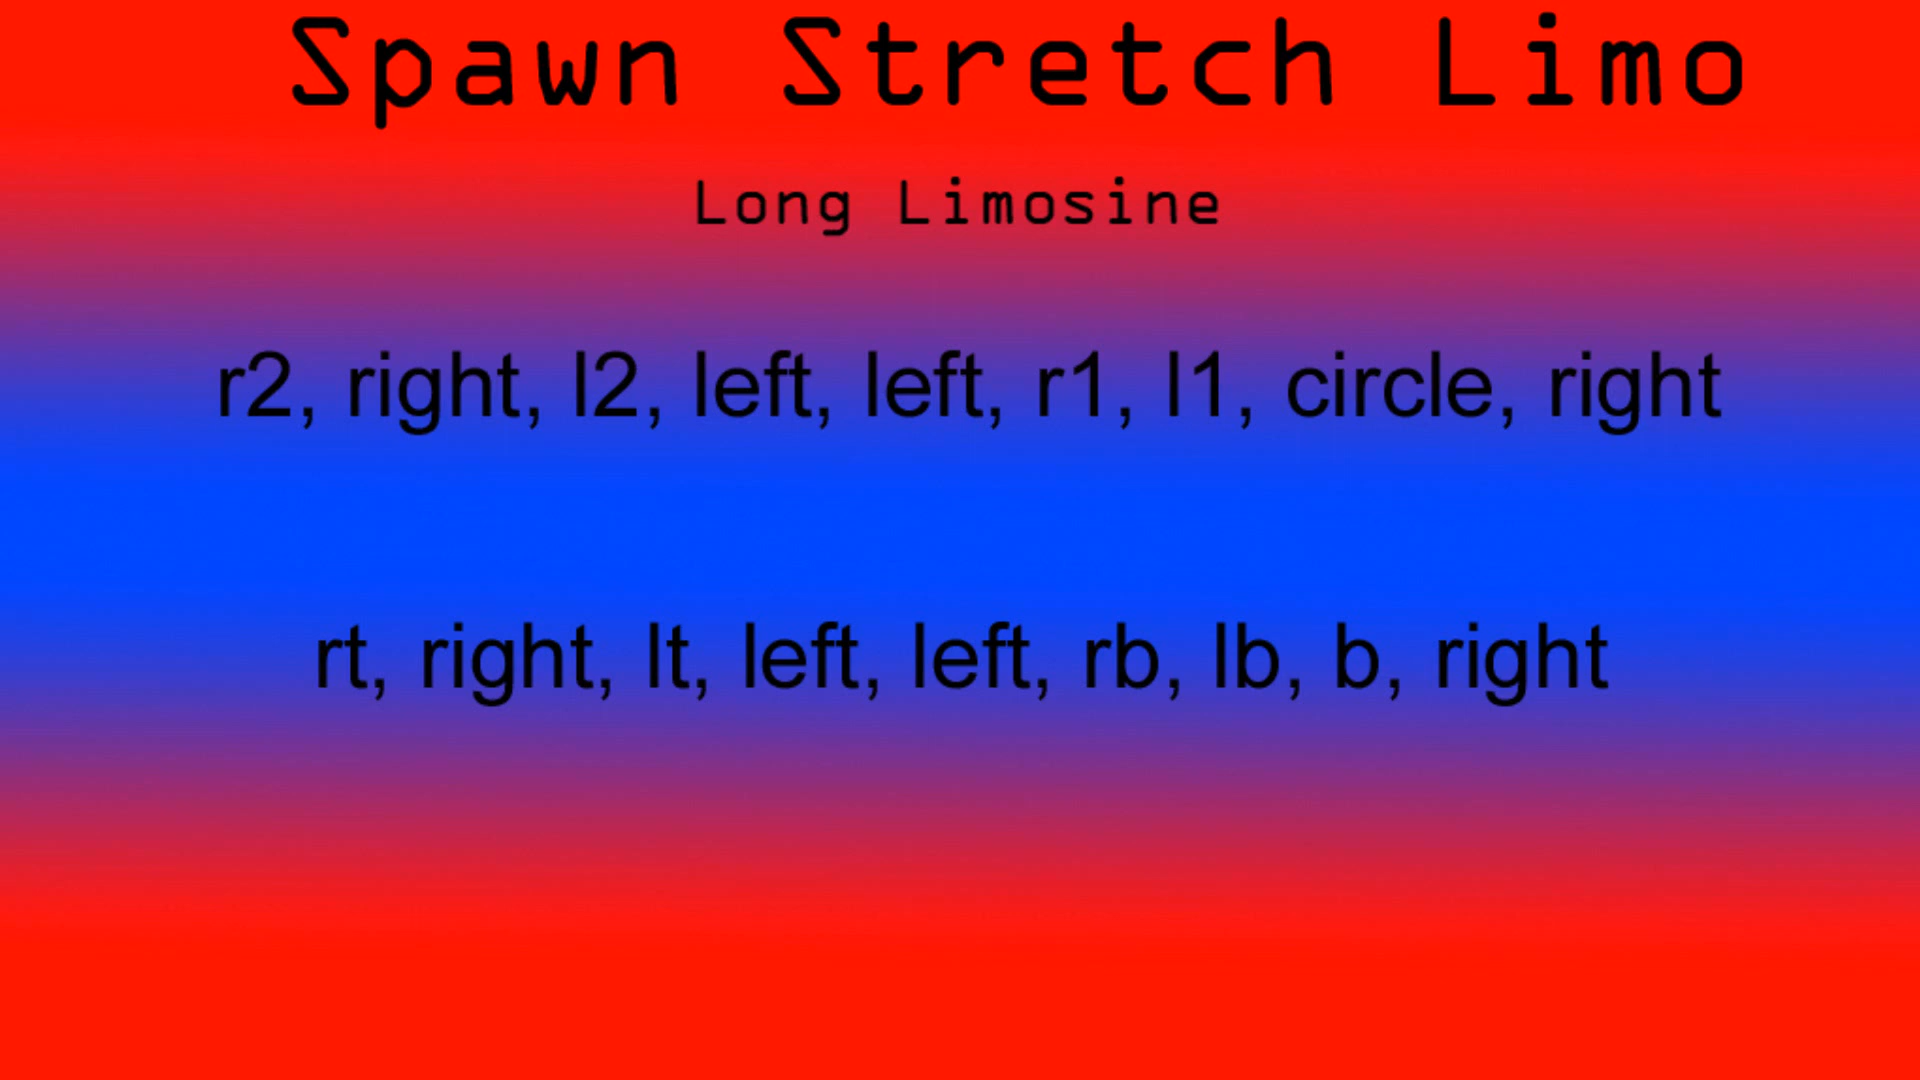 Spawn Stretch Limo
Long Limosine
r2, right, l2, left, left, r1, l1, circle, right
rt, right, lt, left, left, rb, lb, b, right